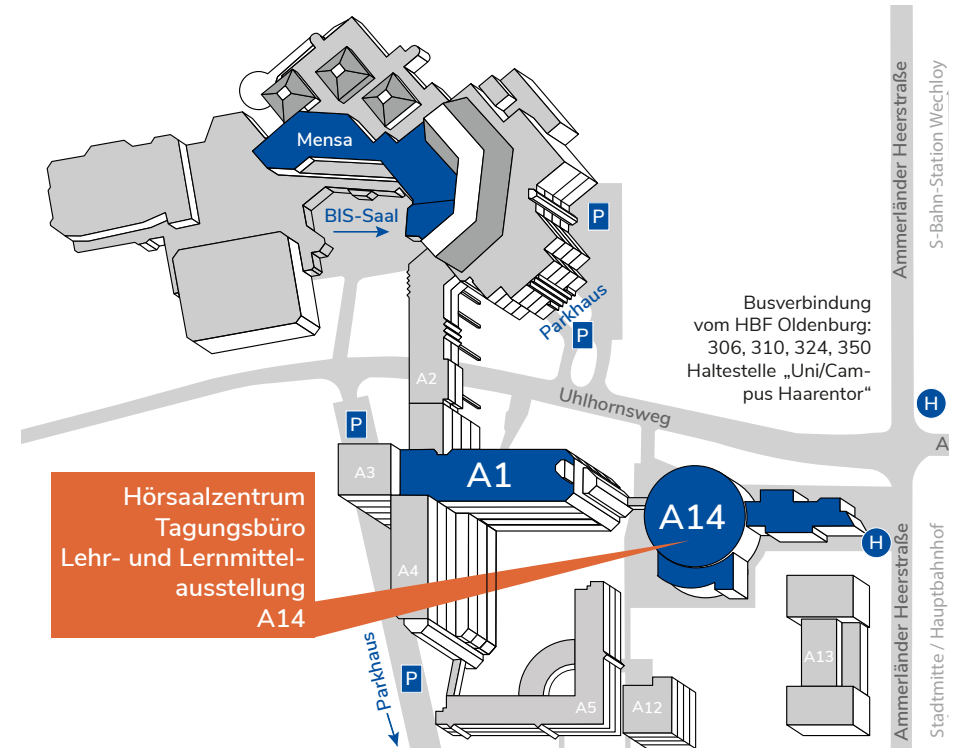 Mensa
BIS-Saal
P
Parkhaus
P
Ammerländer Heerstraße
S-Bahn-Station Wechloy
Busverbindung
vom HBF Oldenburg:
306, 310, 324, 350
Haltestelle „Uni/Cam-
pus Haarentor“
H
A2
Uhlhornsweg
A
P
A3
A1
A14
H
Hörsaalzentrum
Tagungsbüro
Lehr- und Lernmittel-
ausstellung
A14
A4
Parkhaus
P
A5
A12
A13
Ammerländer Heerstraße
Stadtmitte / Hauptbahnhof